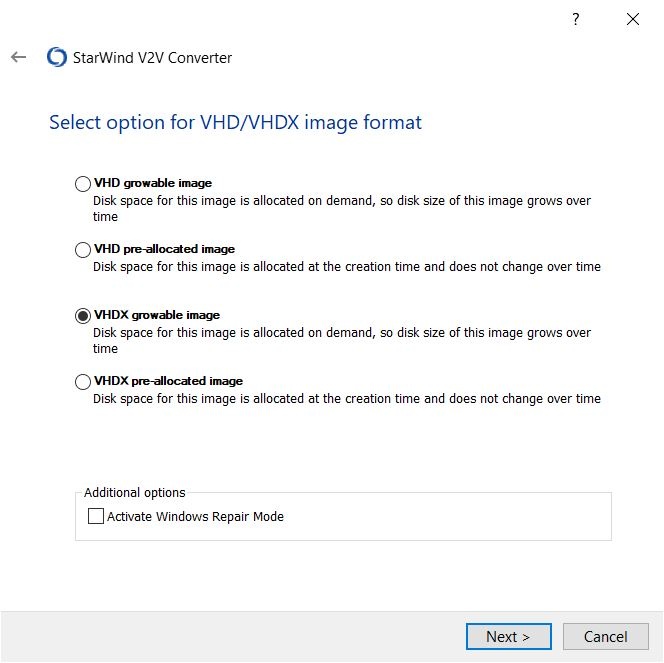 ?
StarWind V2V Converter
Select option for VHD/VHDX image format
VHD growable image
Disk space for this image is allocated on demand, so disk size of this image grows over
time
VHD pre-allocated image
Disk space for this image is allocated at the creation time and does not change over time
VHDX growable image
Disk space for this image is allocated on demand, so disk size of this image grows over
time
VHDX pre-allocated image
Disk space for this image is allocated at the creation time and does not change over time
Additional options
Activate Windows Repair Mode
Next >
Cancel